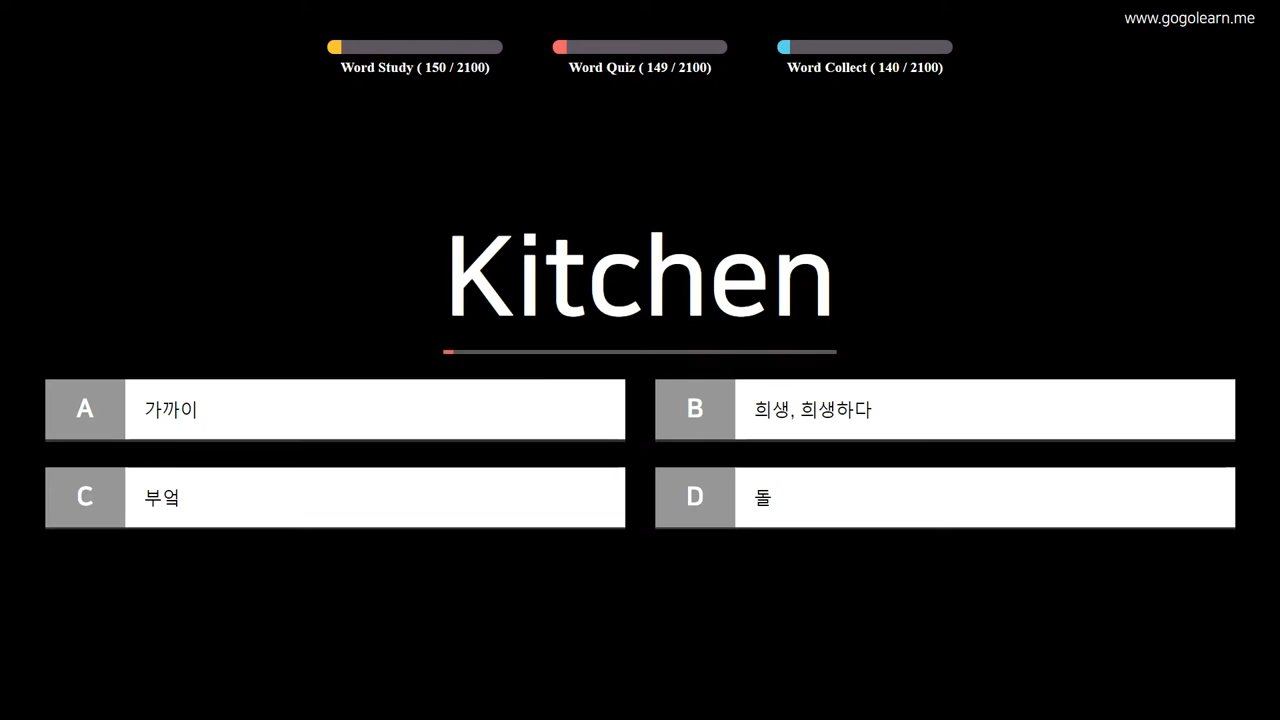 www.gogolearn.me
Word Study ( 150 / 2100)
Word Quiz ( 149 / 2100)
Word Collect ( 140 / 2100)
Kitchen
A 가까이
B 희생, 희생하다
C 부엌
D 돌